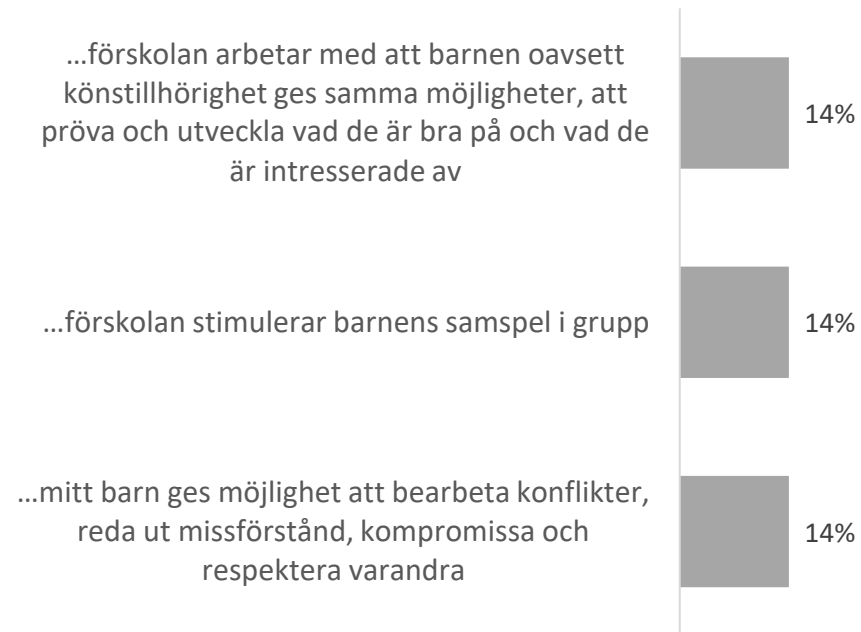 …förskolan arbetar med att barnen oavsett
könstillhörighet ges samma möjligheter, att
pröva och utveckla vad de är bra på och vad de
är intresserade av
14%
…förskolan stimulerar barnens samspel i grupp
14%
…mitt barn ges möjlighet att bearbeta konflikter,
reda ut missförstånd, kompromissa och
respektera varandra
14%